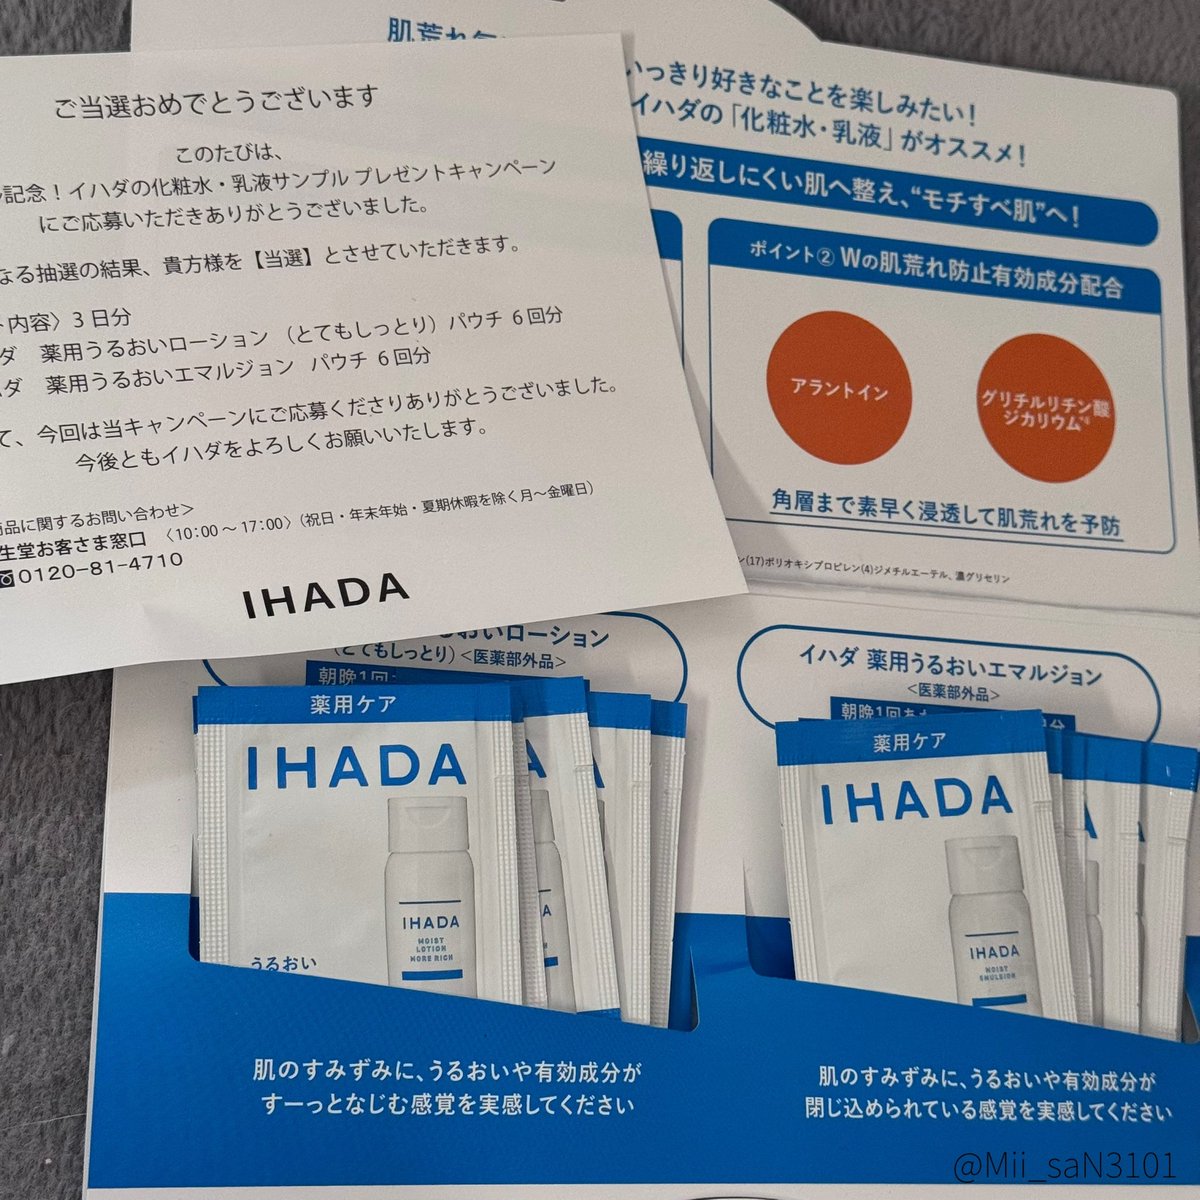 ご当選おめでとうございます
このたびは、
記念！イハダの化粧水・乳液サンプル プレゼントキャンペーン
にご応募いただきありがとうございました。
なる抽選の結果、貴方様を【当選】とさせていただきます。
内容〉3 日分
ダ 薬用うるおいローション （とてもしっとり）パウチ 6 回分
ダ 薬用うるおいエマルジョン パウチ 6 回分
て、今回は当キャンペーンにご応募くださりありがとうございました。
今後ともイハダをよろしくお願いいたします。
商品に関するお問い合わせ＞
生堂お客さま窓口 〈10：00 ～ 17：00〉（祝日・年末年始・夏期休暇を除く月～金曜日）
0120-81-4710
IHADA
肌荒れ
いっきり好きなことを楽しみたい！
イハダの「化粧水・乳液」がオススメ！
繰り返しにくい肌へ整え、“モチすべ肌”へ！
ポイント② Wの肌荒れ防止有効成分配合
アラントイン
グリチルリチン酸
ジカリウム
角層まで素早く浸透して肌荒れを予防
ン(17)ポリオキシプロピレン(4)ジメチルエーテル、濃グリセリン
おいローション
（とてもしっとり）＜医薬部外品＞
朝晩1回
薬用ケア
IHADA
IHADA
MOIST
LOTION
MORE RICH
うるおい
イハダ 薬用うるおいエマルジョン
＜医薬部外品＞
朝晩1回
薬用ケア
IHADA
IHADA
MOIST
EMULSION
肌のすみずみに、うるおいや有効成分が
すーっとなじむ感覚を実感してください
肌のすみずみに、うるおいや有効成分が
閉じ込められている感覚を実感してください
@Mii_saN3101